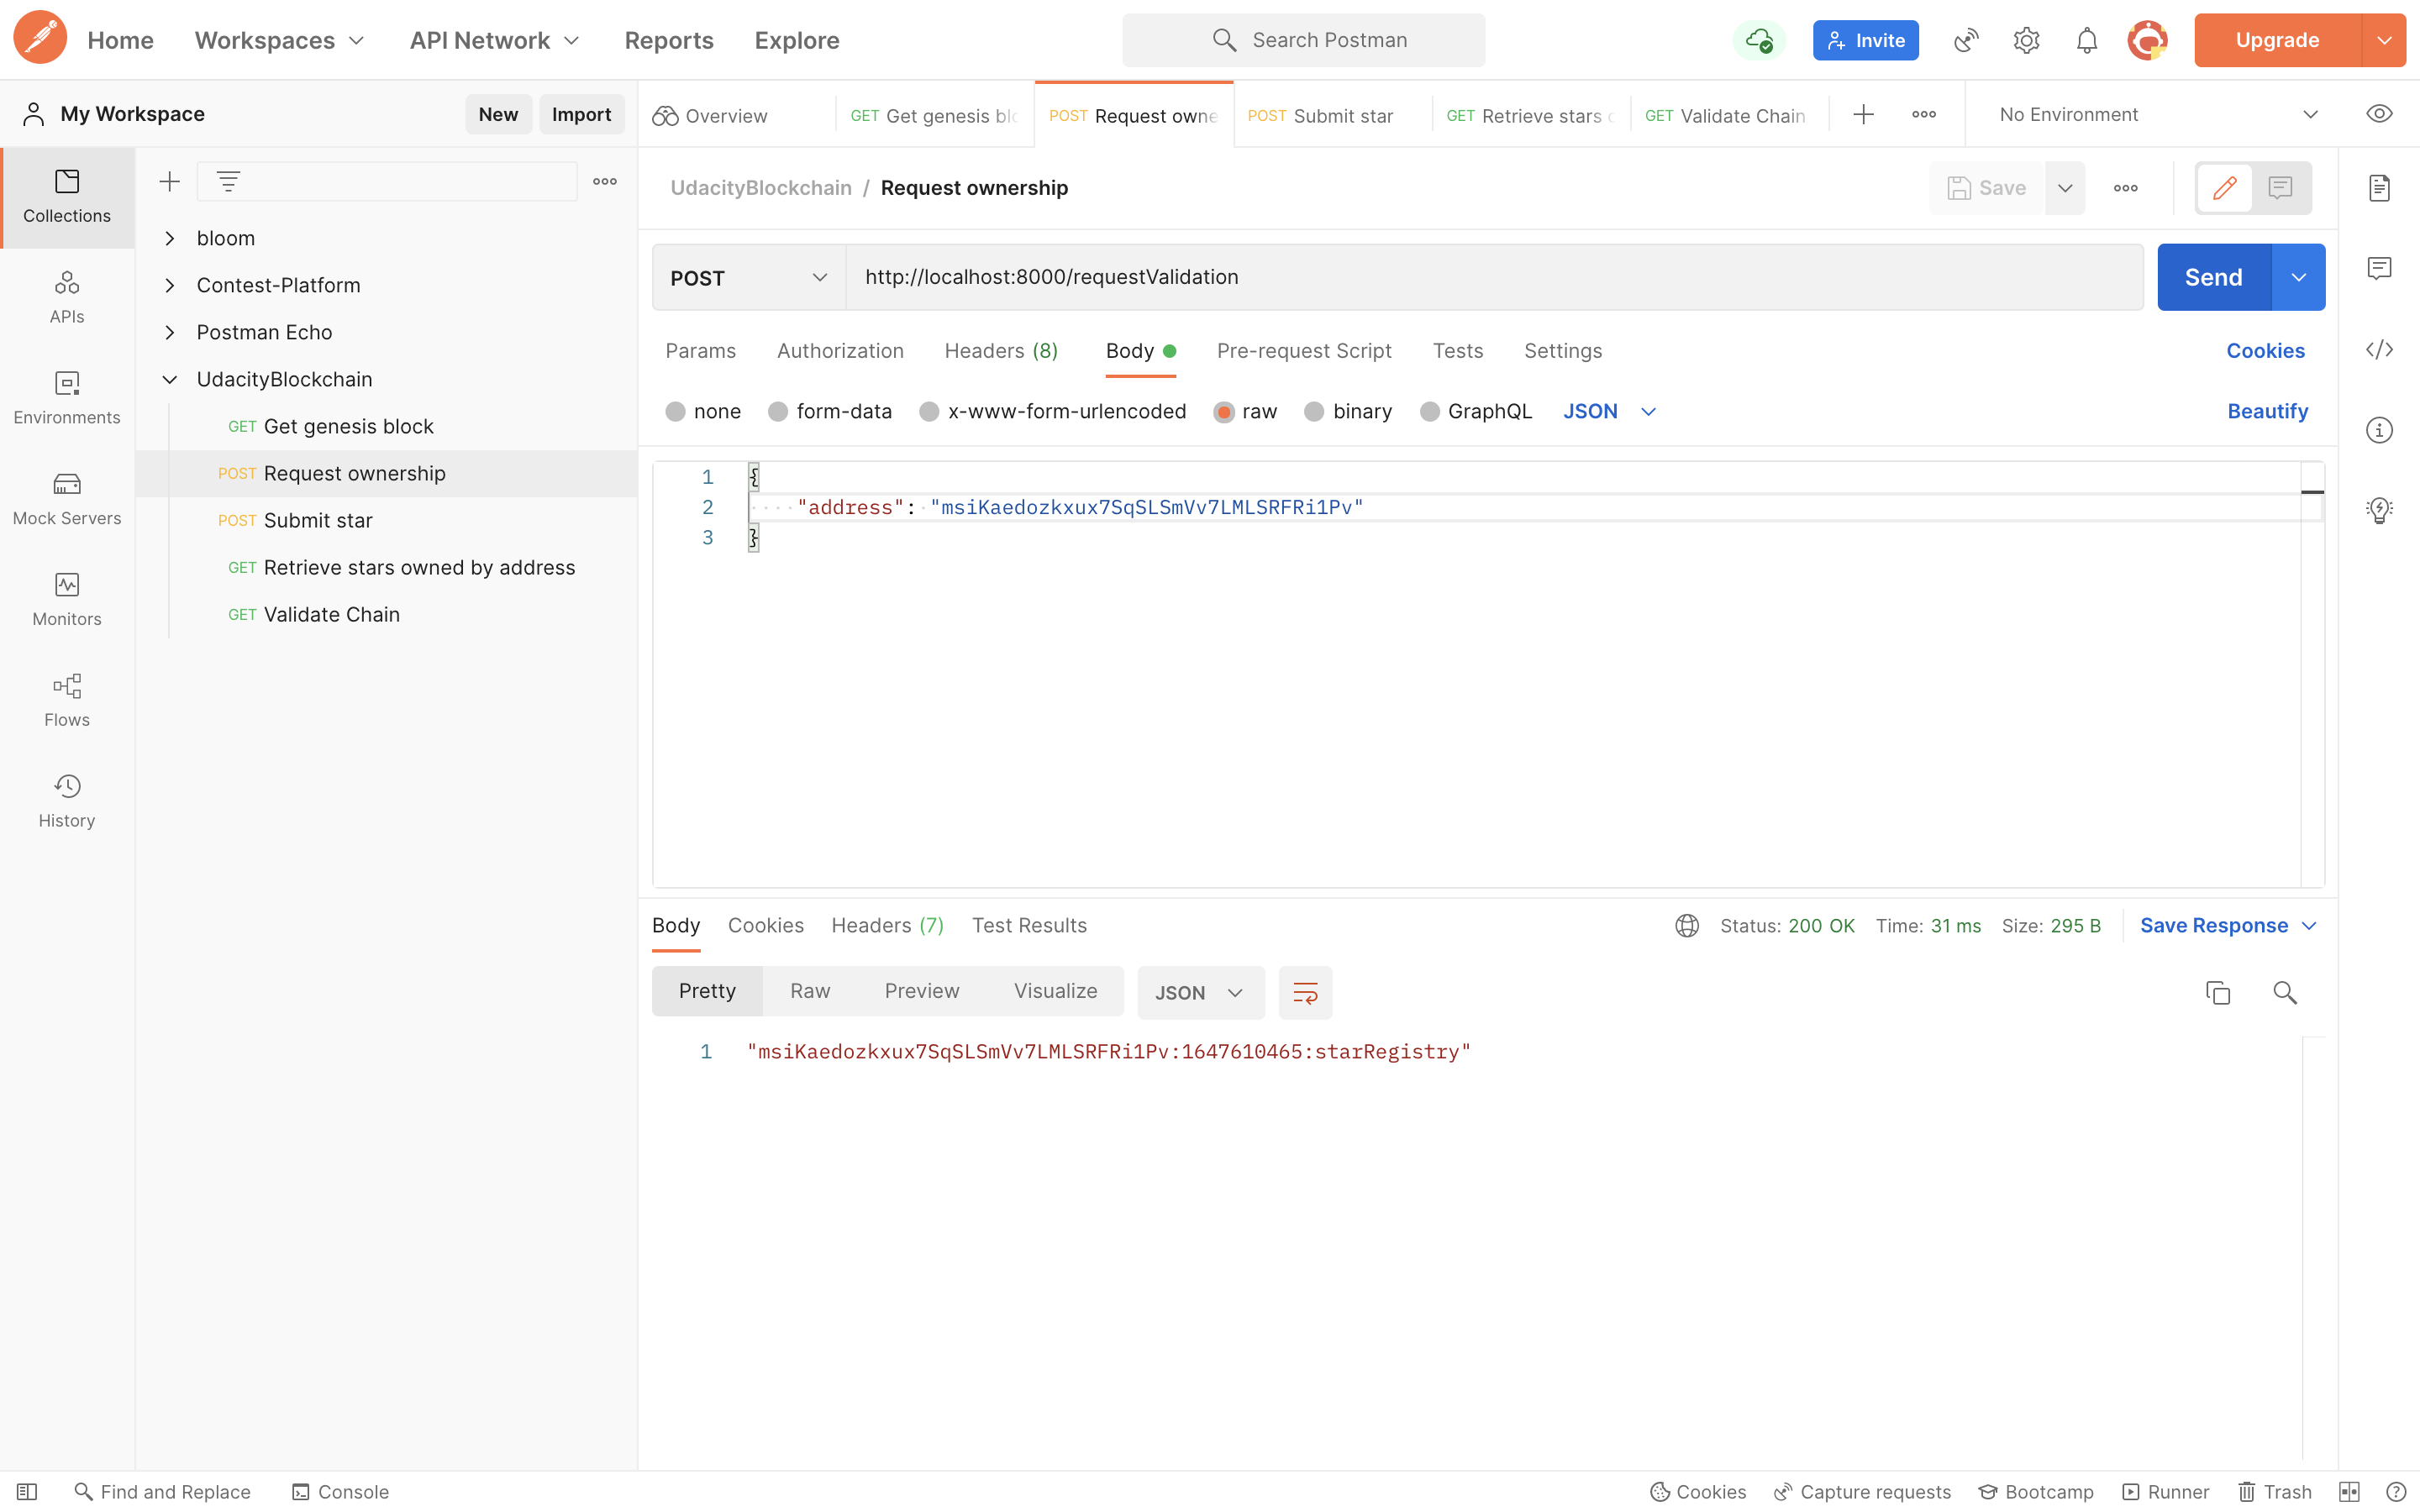 Home Workspaces API Network Reports Explore Search Postman Invite Upgrade
My Workspace New Import Overview GET Get genesis blo POST Request owne POST Submit star GET Retrieve stars o GET Validate Chain No Environment
Collections
APIs
Environments
Mock Servers
Monitors
Flows
History
bloom
Contest-Platform
Postman Echo
UdacityBlockchain
GET Get genesis block
POST Request ownership
POST Submit star
GET Retrieve stars owned by address
GET Validate Chain
UdacityBlockchain / Request ownership Save
POST http://localhost:8000/requestValidation Send
Params Authorization Headers (8) Body Pre-request Script Tests Settings Cookies
none form-data x-www-form-urlencoded raw binary GraphQL JSON Beautify
1 {
2 "address": "msiKaedozkxux7SqSLSmVv7LMLSRFRi1Pv"
3 }
Body Cookies Headers (7) Test Results Status: 200 OK Time: 31 ms Size: 295 B Save Response
Pretty Raw Preview Visualize JSON
1 "msiKaedozkxux7SqSLSmVv7LMLSRFRi1Pv:1647610465:starRegistry"
Find and Replace Console Cookies Capture requests Bootcamp Runner Trash